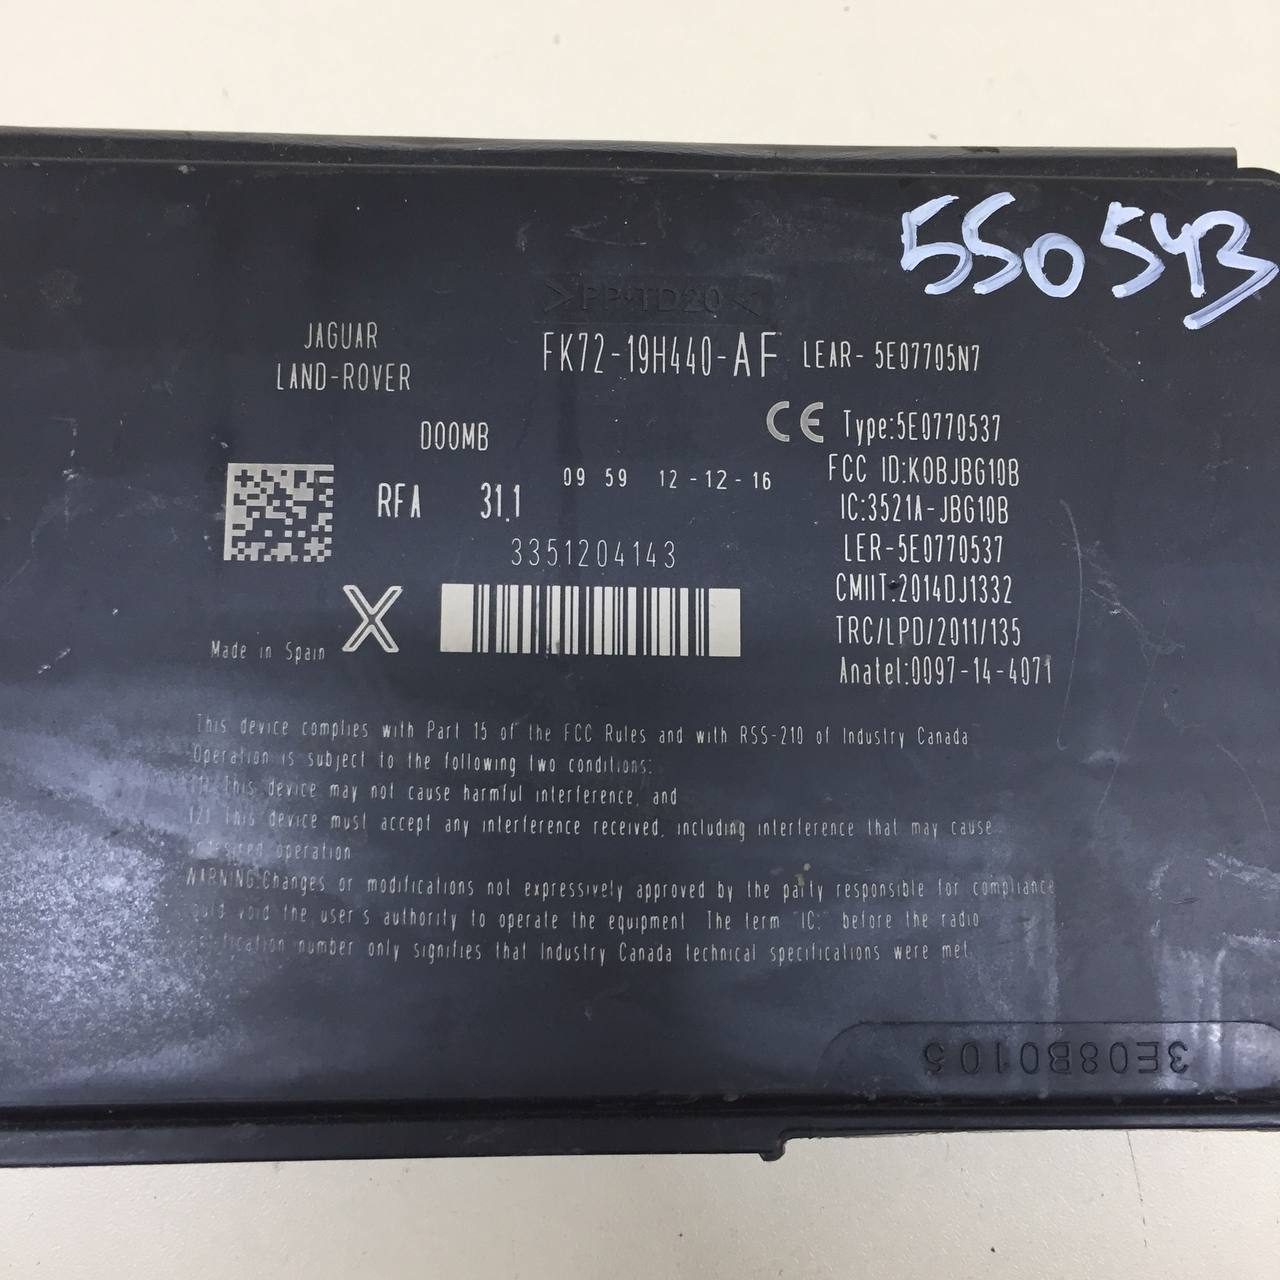 550543
>PP-TD20<
JAGUAR
LAND-ROVER
FK72-19H440-AF LEAR- 5E07705N7
D00MB
CE Type:5E0770537
FCC ID:KOBJBG10B
RFA 31.1 09 59 12-12-16
IC:3521A-JBG10B
3351204143
LER-5E0770537
CMIIT:2014DJ1332
X
TRC/LPD/2011/135
Made in Spain
Anatel:0097-14-4071
This device complies with Part 15 of the FCC Rules and with RSS-210 of Industry Canada
Operation is subject to the following two conditions:
(1) This device may not cause harmful interference, and
(2) This device must accept any interference received, including interference that may cause
operation
WARNING:Changes or modifications not expressively approved by the party responsible for compliance
could void the user's authority to operate the equipment. The term "IC:" before the radio
certification number only signifies that Industry Canada technical specifications were met.
3E08B0105